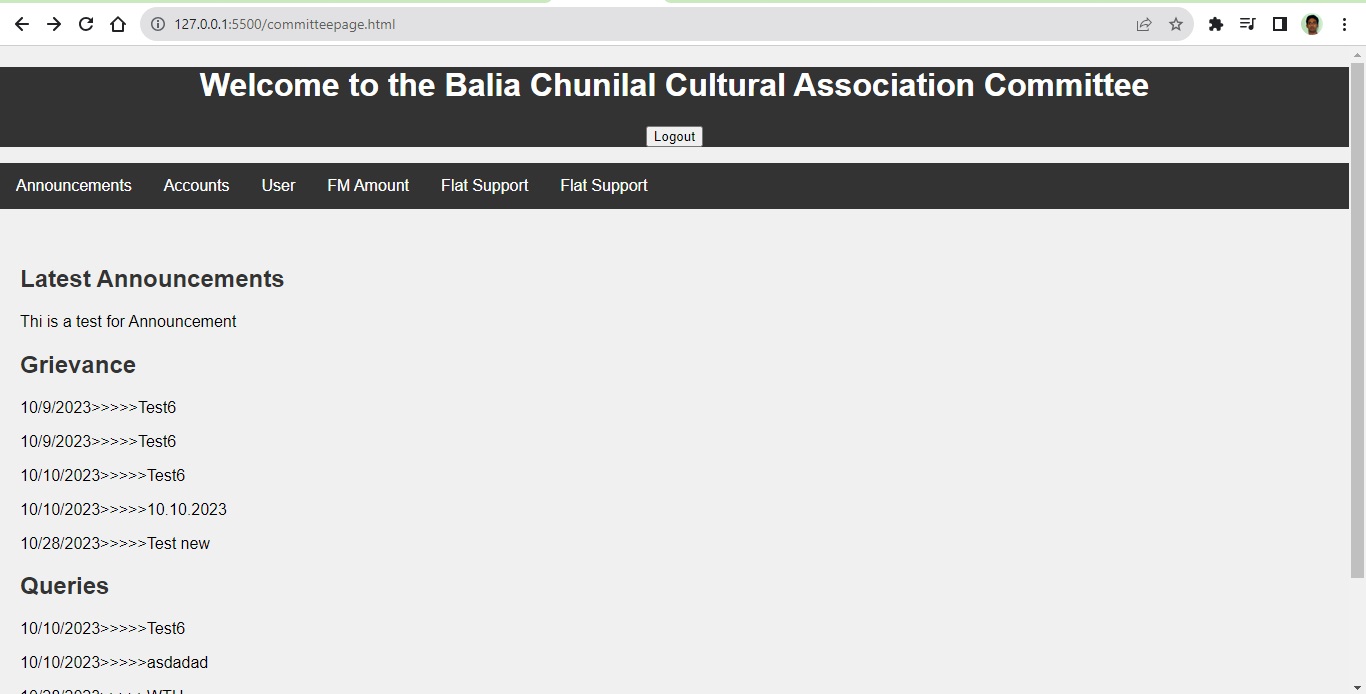 127.0.0.1:5500/committeepage.html
Welcome to the Balia Chunilal Cultural Association Committee
Logout
Announcements Accounts User FM Amount Flat Support Flat Support
Latest Announcements
Thi is a test for Announcement
Grievance
10/9/2023>>>>>Test6
10/9/2023>>>>>Test6
10/10/2023>>>>>Test6
10/10/2023>>>>>10.10.2023
10/28/2023>>>>>Test new
Queries
10/10/2023>>>>>Test6
10/10/2023>>>>>asdadad